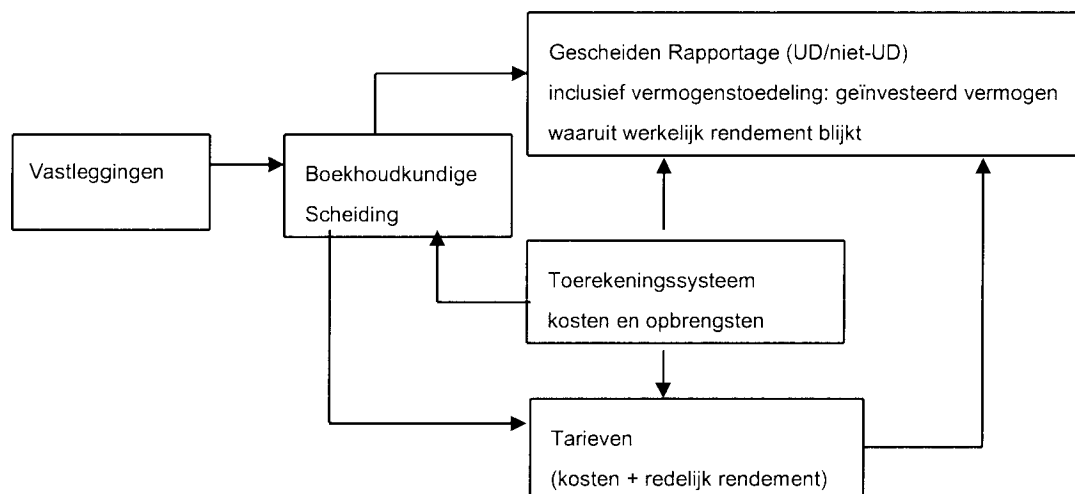 Gescheiden Rapportage (UD/niet-UD)
inclusief vermogenstoedeling: geïnvesteerd vermogen
waaruit werkelijk rendement blijkt
Vastleggingen
Boekhoudkundige
Scheiding
Toerekeningssysteem
kosten en opbrengsten
Tarieven
(kosten + redelijk rendement)